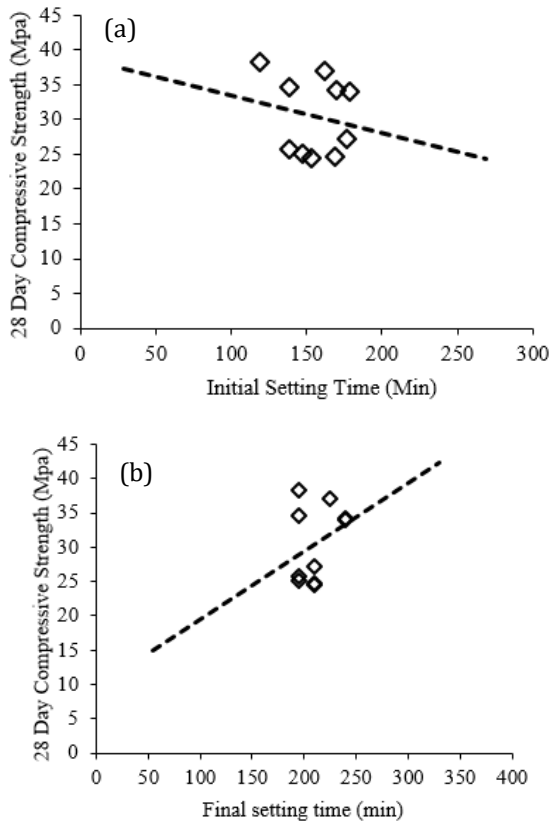 (a)
28 Day Compressive Strength (Mpa)
45
40
35
30
25
20
15
10
5
0
0 50 100 150 200 250 300
Initial Setting Time (Min)
(b)
28 Day Compressive Strength (Mpa)
45
40
35
30
25
20
15
10
5
0
0 50 100 150 200 250 300 350 400
Final setting time (min)